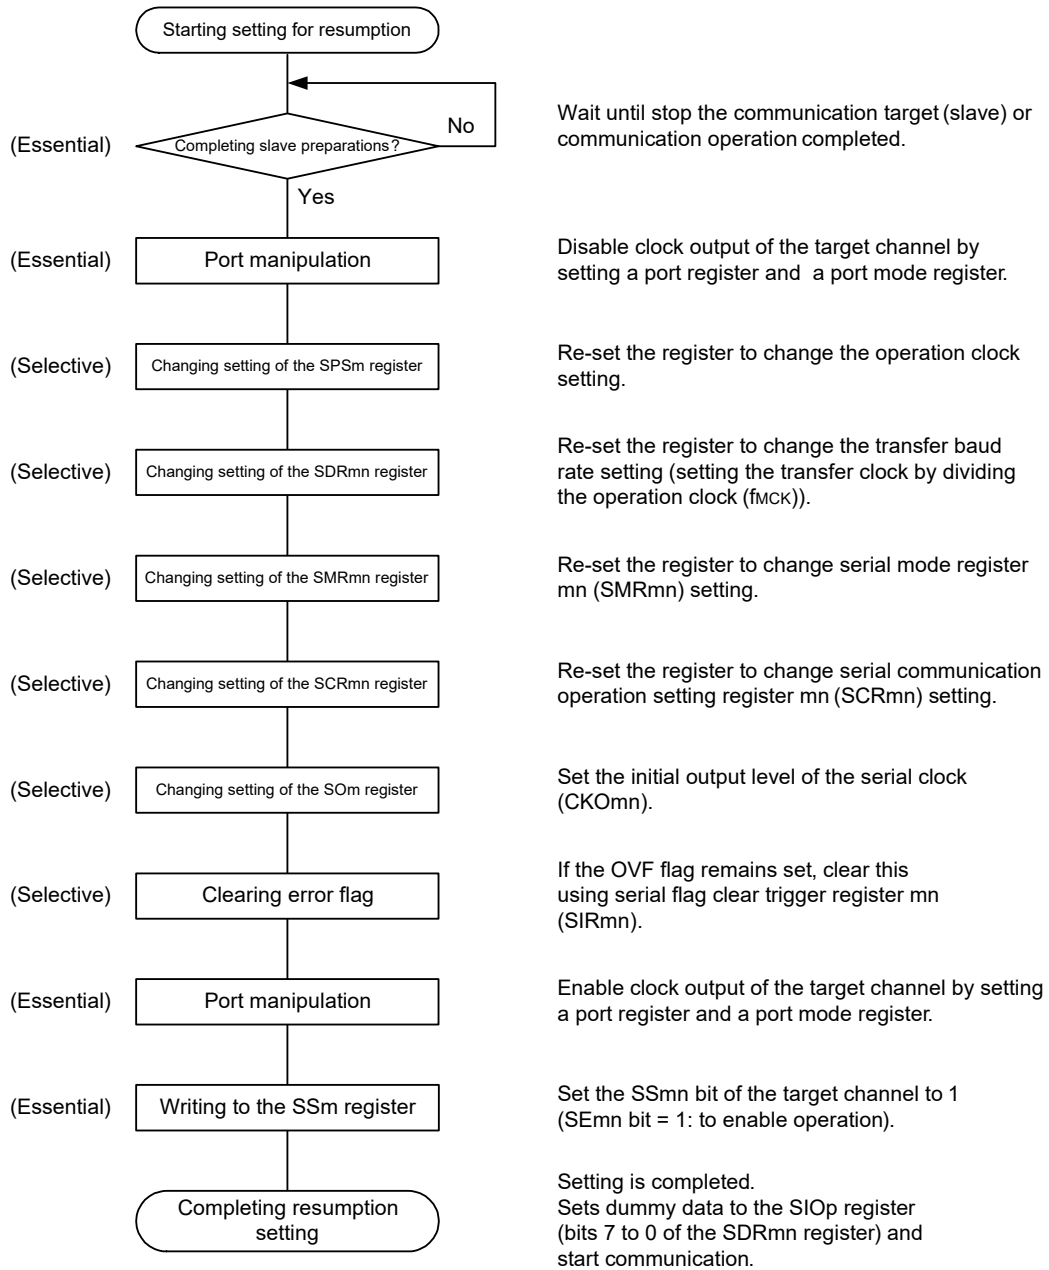 Starting setting for resumption
No
Wait until stop the communication target (slave) or
communication operation completed.
(Essential)
Completing slave preparations?
Yes
(Essential)
Port manipulation
Disable clock output of the target channel by
setting a port register and a port mode register.
(Selective)
Changing setting of the SPSm register
Re-set the register to change the operation clock
setting.
(Selective)
Changing setting of the SDRmn register
Re-set the register to change the transfer baud
rate setting (setting the transfer clock by dividing
the operation clock (fMCK)).
(Selective)
Changing setting of the SMRmn register
Re-set the register to change serial mode register
mn (SMRmn) setting.
(Selective)
Changing setting of the SCRmn register
Re-set the register to change serial communication
operation setting register mn (SCRmn) setting.
(Selective)
Changing setting of the SOm register
Set the initial output level of the serial clock
(CKOmn).
(Selective)
Clearing error flag
If the OVF flag remains set, clear this
using serial flag clear trigger register mn
(SIRmn).
(Essential)
Port manipulation
Enable clock output of the target channel by setting
a port register and a port mode register.
(Essential)
Writing to the SSm register
Set the SSmn bit of the target channel to 1
(SEmn bit = 1: to enable operation).
Completing resumption
setting
Setting is completed.
Sets dummy data to the SIOp register
(bits 7 to 0 of the SDRmn register) and
start communication.